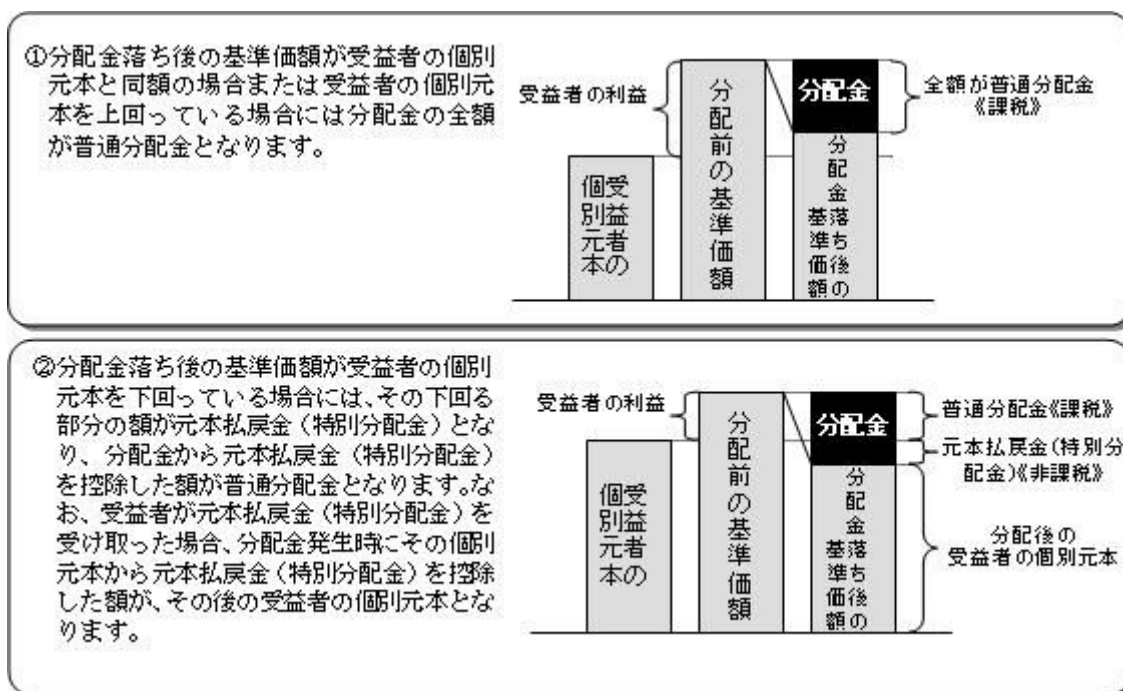 ①分配金落ち後の基準価額が受益者の個別
元本と同額の場合または受益者の個別元
本を上回っている場合には分配金の全額
が普通分配金となります。
受益者の利益
受益者の
個別元本
分配前の基準価額
分配金
分配金落ち後の
基準価額
全額が普通分配金
《課税》
②分配金落ち後の基準価額が受益者の個別
元本を下回っている場合には、その下回る
部分の額が元本払戻金(特別分配金)とな
り、分配金から元本払戻金(特別分配金)
を控除した額が普通分配金となります。な
お、受益者が元本払戻金(特別分配金)を
受け取った場合、分配金発生時にその個別
元本から元本払戻金(特別分配金)を控除
した額が、その後の受益者の個別元本とな
ります。
受益者の利益
受益者の
個別元本
分配前の基準価額
分配金
分配金落ち後の
基準価額
普通分配金《課税》
元本払戻金(特別分
配金)《非課税》
分配後の
受益者の個別元本